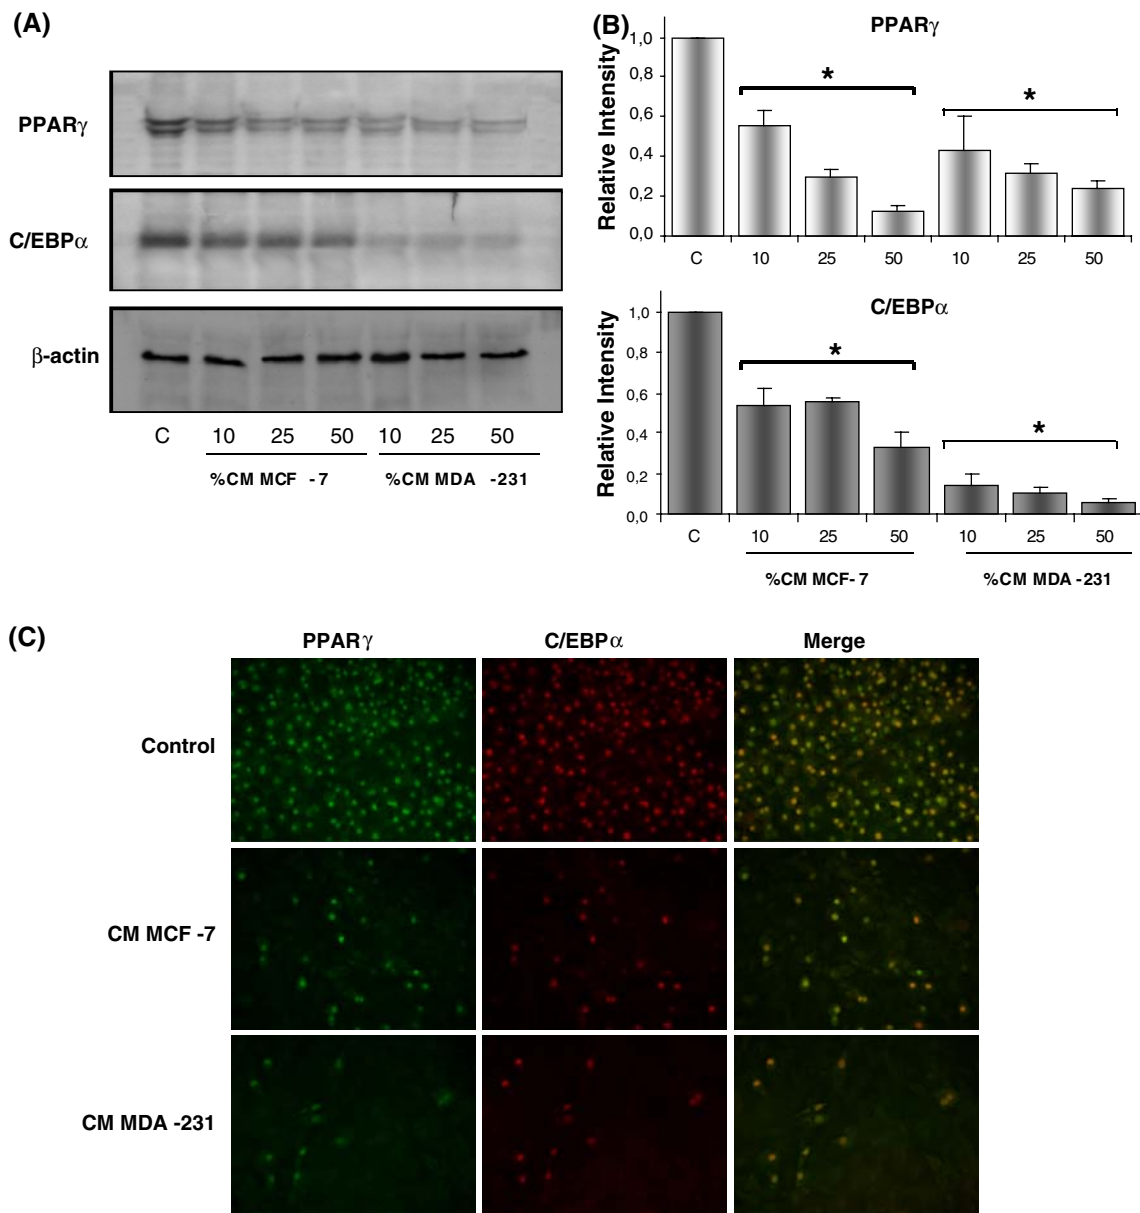 (A)
PPARγ
C/EBPα
β-actin
C 10 25 50 10 25 50
%CM MCF - 7 %CM MDA -231
(B)
PPARγ
Relative Intensity
1,0
0,8
0,6
0,4
0,2
0,0
*
*
C 10 25 50 10 25 50
C/EBPα
Relative Intensity
1,0
0,8
0,6
0,4
0,2
0,0
*
*
C 10 25 50 10 25 50
%CM MCF- 7 %CM MDA -231
(C)
PPARγ C/EBPα Merge
Control
CM MCF -7
CM MDA -231